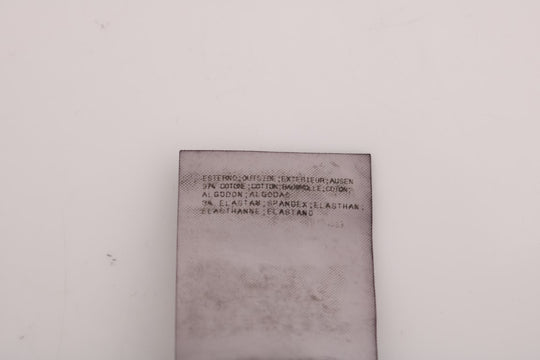 ESTERNO;OUTSIDE;EXTERIEUR;AUSEN
97% COTONE;COTTON;BAUMWOLLE;COTON;
ALGODON;ALGODAO
3% ELASTAN;SPANDEX;ELASTHAN;
ELASTHANNE;ELASTANO